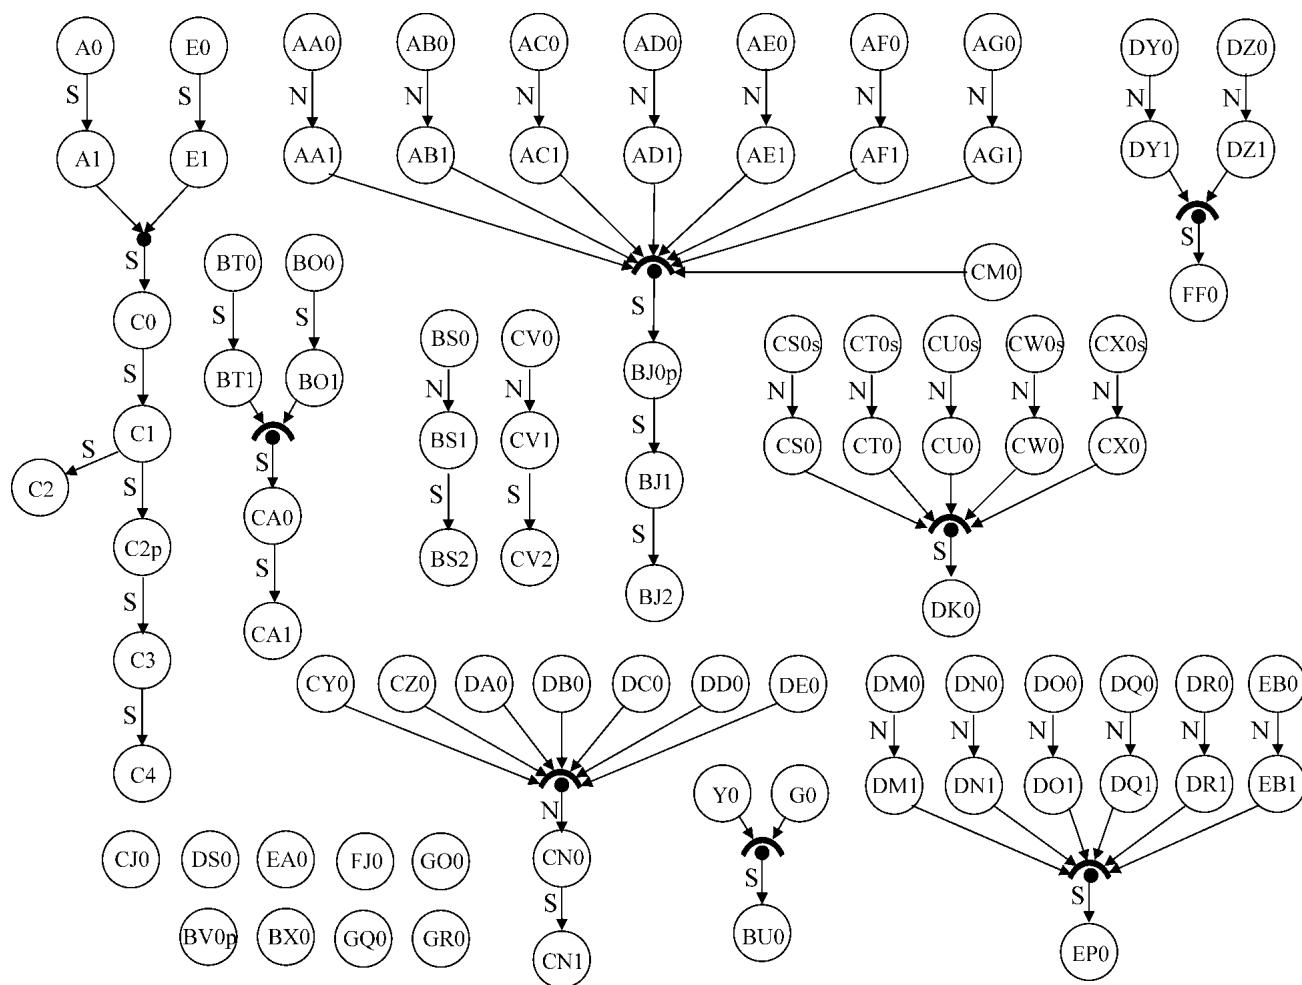 A0 E0 AA0 AB0 AC0 AD0 AE0 AF0 AG0 DY0 DZ0
S S N N N N N N N N N
A1 E1 AA1 AB1 AC1 AD1 AE1 AF1 AG1 DY1 DZ1
S BT0 BO0 CM0 S
C0 S S S FF0
BS0 CV0 CS0s CT0s CU0s CW0s CX0s
S BT1 BO1 N N BJ0p N N N N N
C1 BS1 CV1 S CS0 CT0 CU0 CW0 CX0
S S S
C2 S S S BJ1
CA0 S S
C2p BS2 CV2 BJ2 DK0
S S
CA1
C3 CY0 CZ0 DA0 DB0 DC0 DD0 DE0 DM0 DN0 DO0 DQ0 DR0 EB0
S N N N N N N
C4 Y0 G0 DM1 DN1 DO1 DQ1 DR1 EB1
N
CJ0 DS0 EA0 FJ0 GO0 CN0 S S
BV0p BX0 GQ0 GR0 S BU0
CN1 EP0